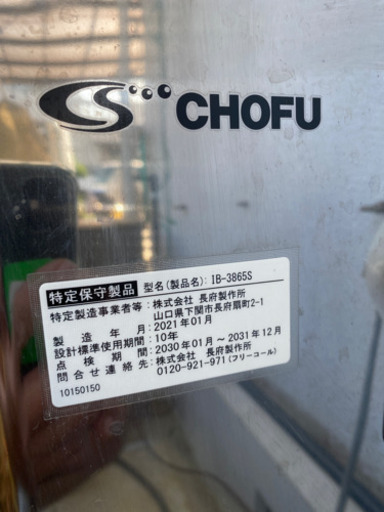 CHOFU
特定保守製品 型名(製品名): IB-3865S
特定製造事業者等:株式会社 長府製作所
山口県下関市長府扇町2-1
製造年月:2021年01月
設計標準使用期間:10年
点検期間:2030年01月~2031年12月
問合せ連絡先:株式会社 長府製作所
0120-921-971(フリーコール)
10150150